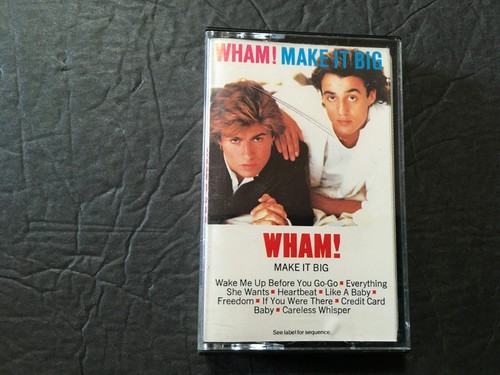 WHAM! MAKE IT BIG
WHAM!
MAKE IT BIG
Wake Me Up Before You Go-Go ■ Everything
She Wants ■ Heartbeat ■ Like A Baby ■
Freedom ■ If You Were There ■ Credit Card
Baby ■ Careless Whisper
See label for sequence.